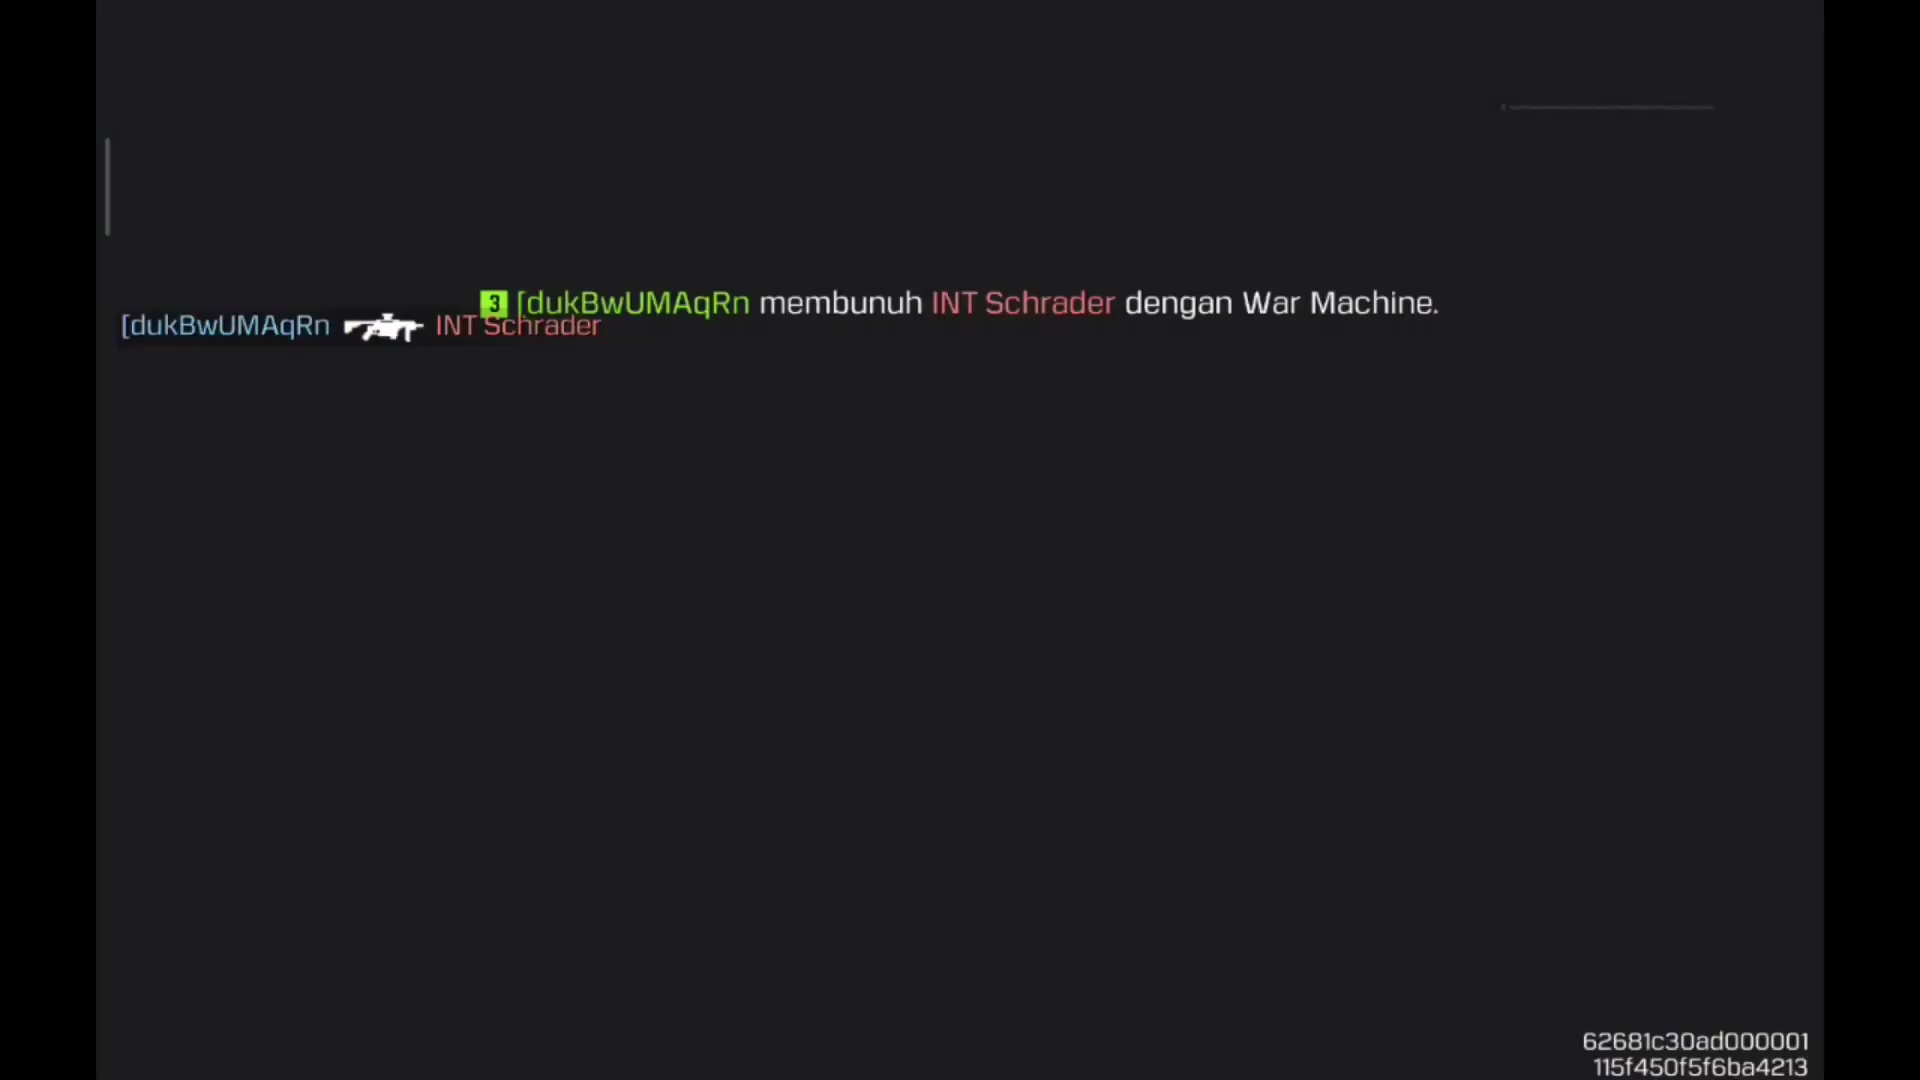 3 [dukBwUMAqRn membunuh INT Schrader dengan War Machine.
[dukBwUMAqRn INT Schrader
62681c30ad000001
115f450f5f6ba4213